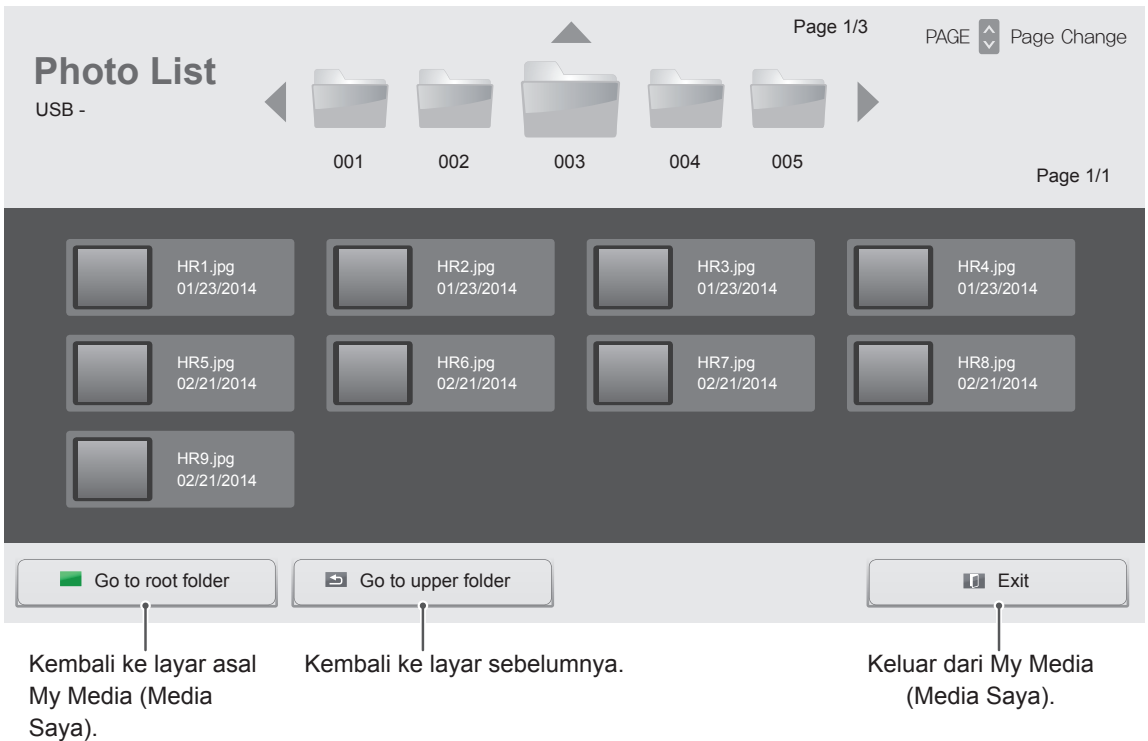 Page 1/3
PAGE Page Change
Photo List
USB -
001 002 003 004 005
Page 1/1
HR1.jpg HR2.jpg HR3.jpg HR4.jpg
01/23/2014 01/23/2014 01/23/2014 01/23/2014
HR5.jpg HR6.jpg HR7.jpg HR8.jpg
02/21/2014 02/21/2014 02/21/2014 02/21/2014
HR9.jpg
02/21/2014
Go to root folder Go to upper folder Exit
Kembali ke layar asal
My Media (Media
Saya).
Kembali ke layar sebelumnya.
Keluar dari My Media
(Media Saya).